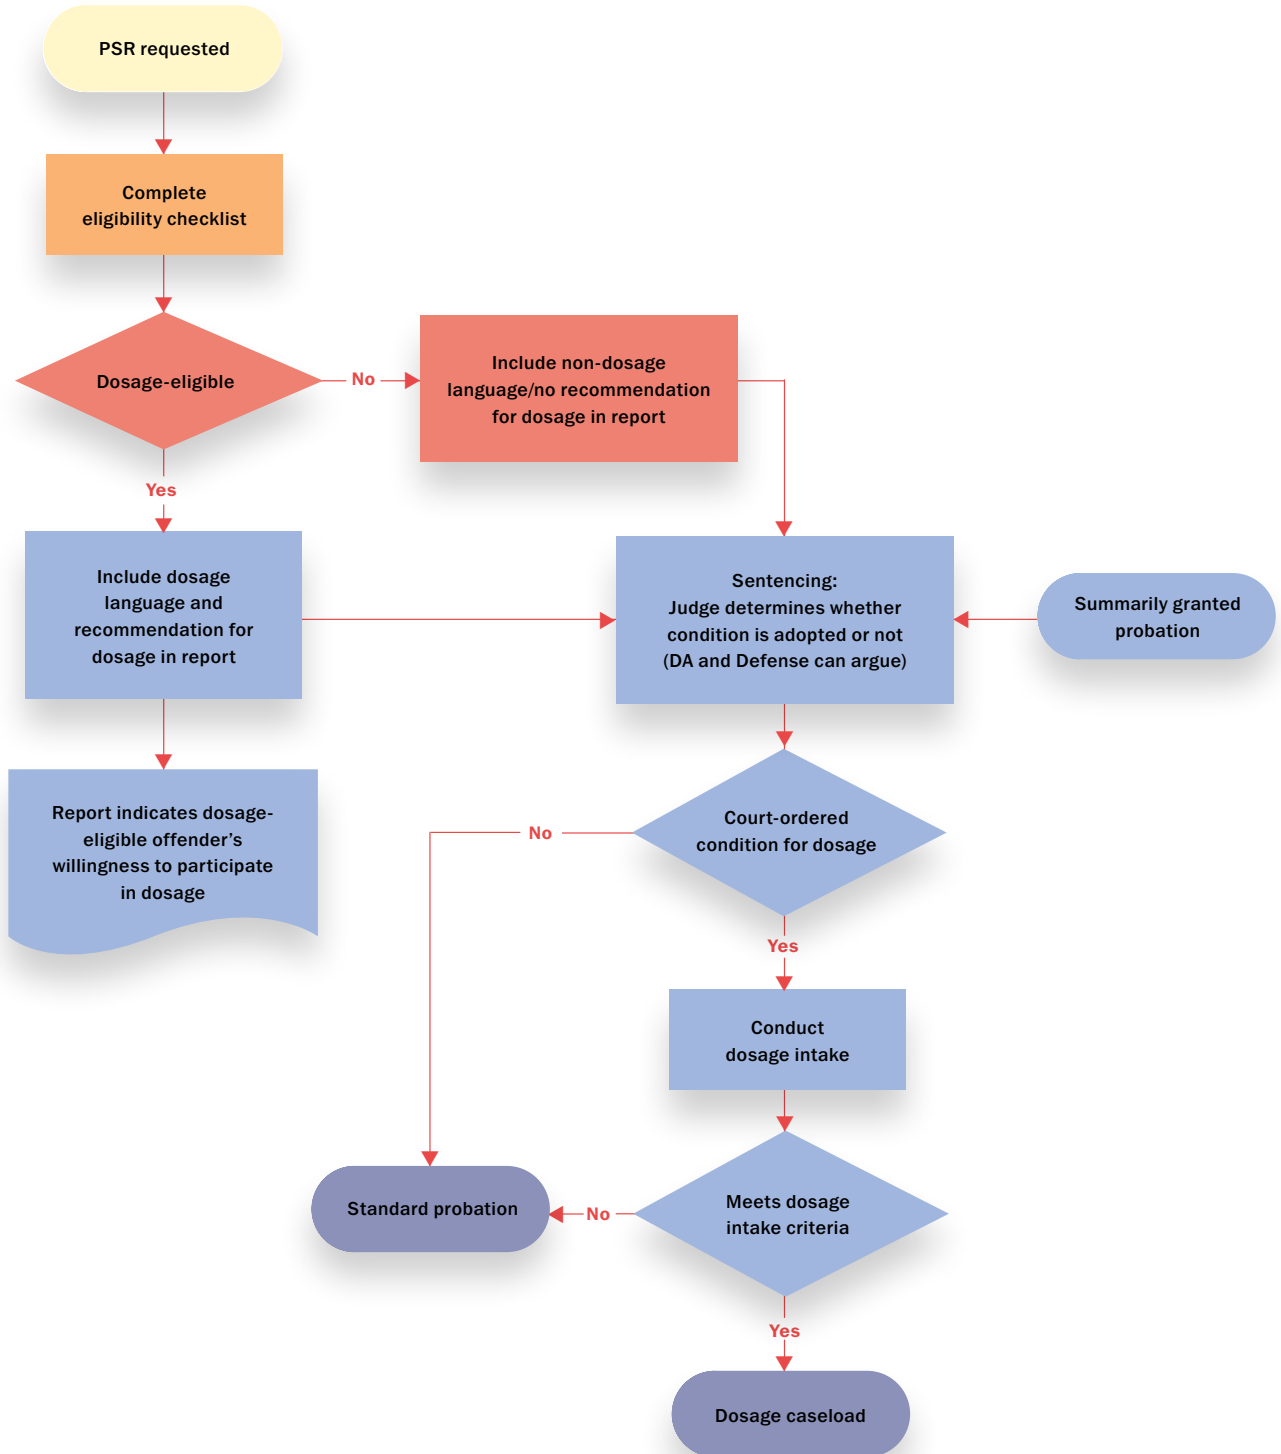 PSR requested
Complete
eligibility checklist
Dosage-eligible
No
Include non-dosage
language/no recommendation
for dosage in report
Yes
Include dosage
language and
recommendation for
dosage in report
Sentencing:
Judge determines whether
condition is adopted or not
(DA and Defense can argue)
Summarily granted
probation
Report indicates dosage-
eligible offender’s
willingness to participate
in dosage
Court-ordered
condition for dosage
No
Yes
Conduct
dosage intake
Meets dosage
intake criteria
No
Standard probation
Yes
Dosage caseload